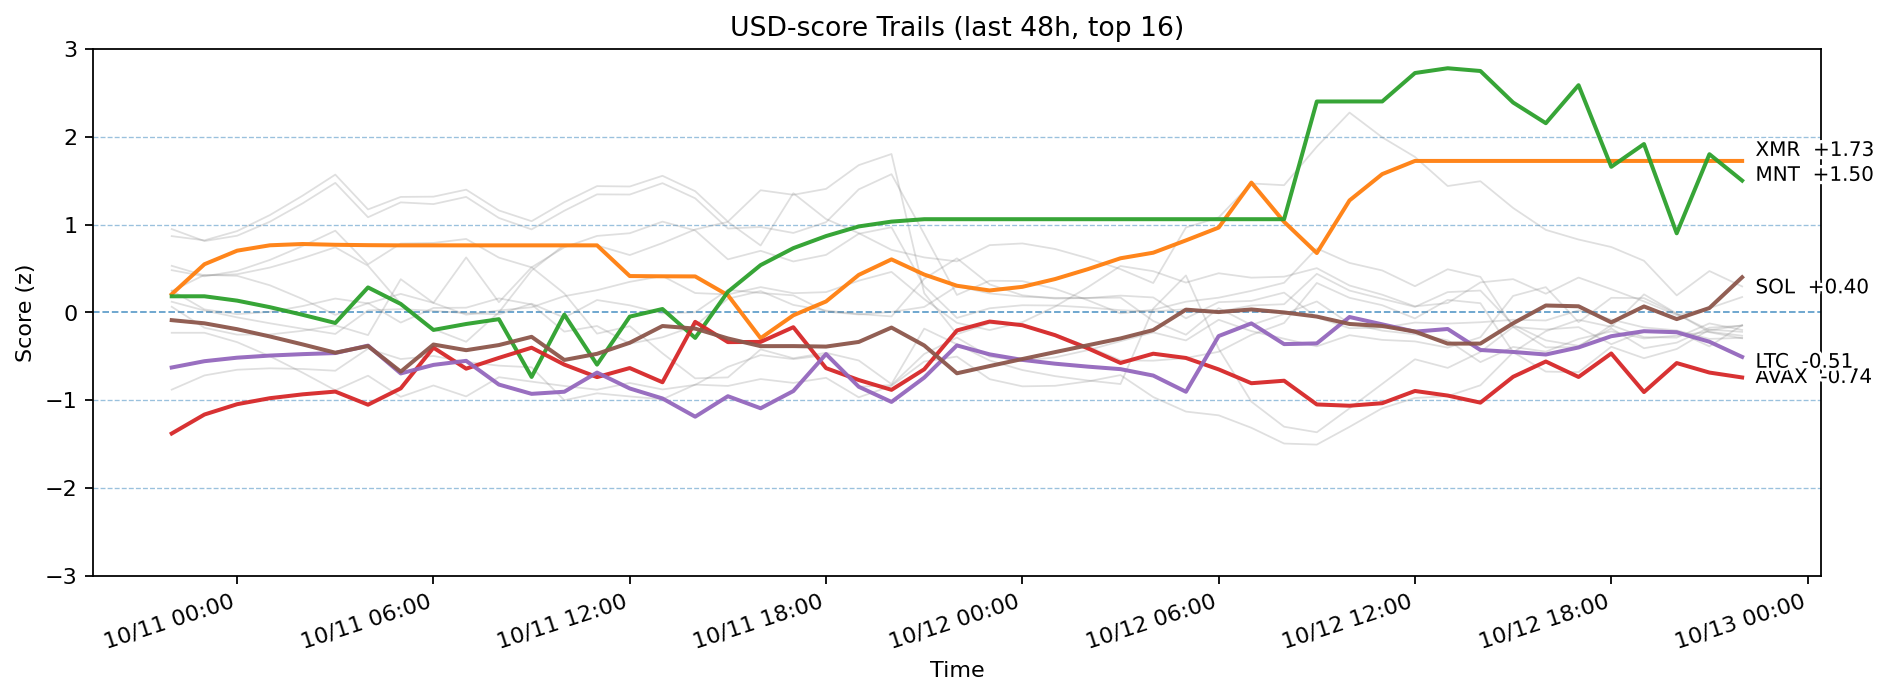 USD-score Trails (last 48h, top 16)
Score (z)
3
2
1
0
−1
−2
−3
XMR +1.73
MNT +1.50
SOL +0.40
LTC -0.51
AVAX -0.74
10/11 00:00
10/11 06:00
10/11 12:00
10/11 18:00
10/12 00:00
10/12 06:00
10/12 12:00
10/12 18:00
10/13 00:00
Time